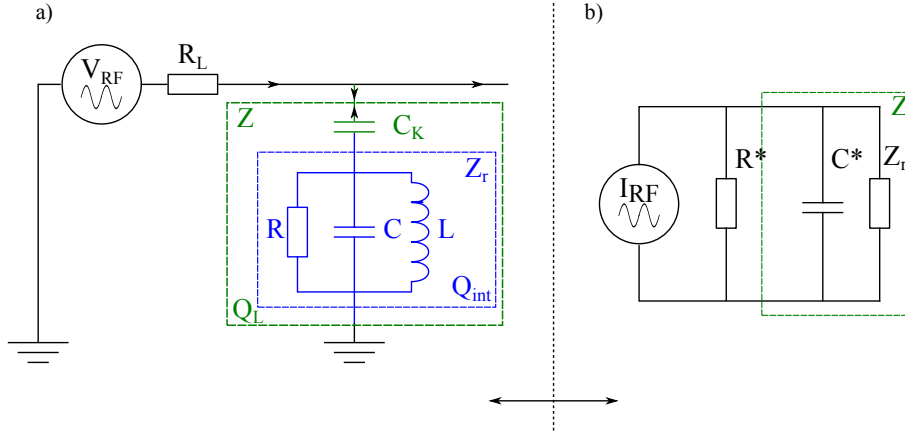 a)
V_RF
R_L
Z
C_K
Z_r
R
C
L
Q_int
Q_L
b)
I_RF
R*
C*
Z
Z_r